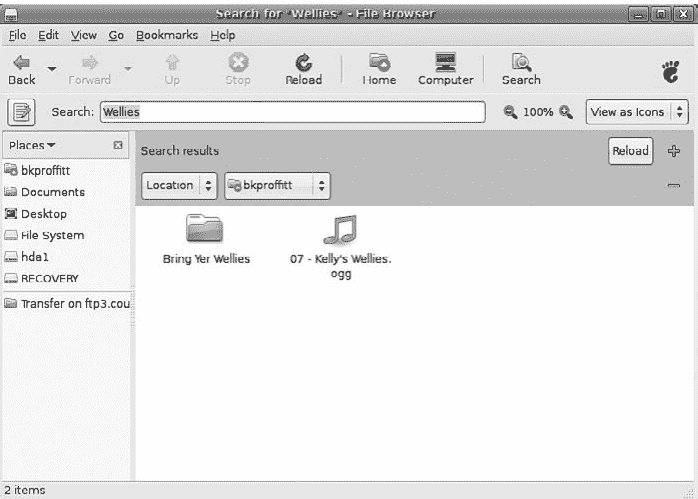 Search for "Wellies" - File Browser
File Edit View Go Bookmarks Help
Back Forward Up Stop Reload Home Computer Search
Search: Wellies 100% View as Icons
Places
Search results Reload
bkproffitt
Location bkproffitt
Documents
Desktop
File System
hda1
RECOVERY
Transfer on ftp3.cou
Bring Yer Wellies
07 - Kelly's Wellies.
ogg
2 items